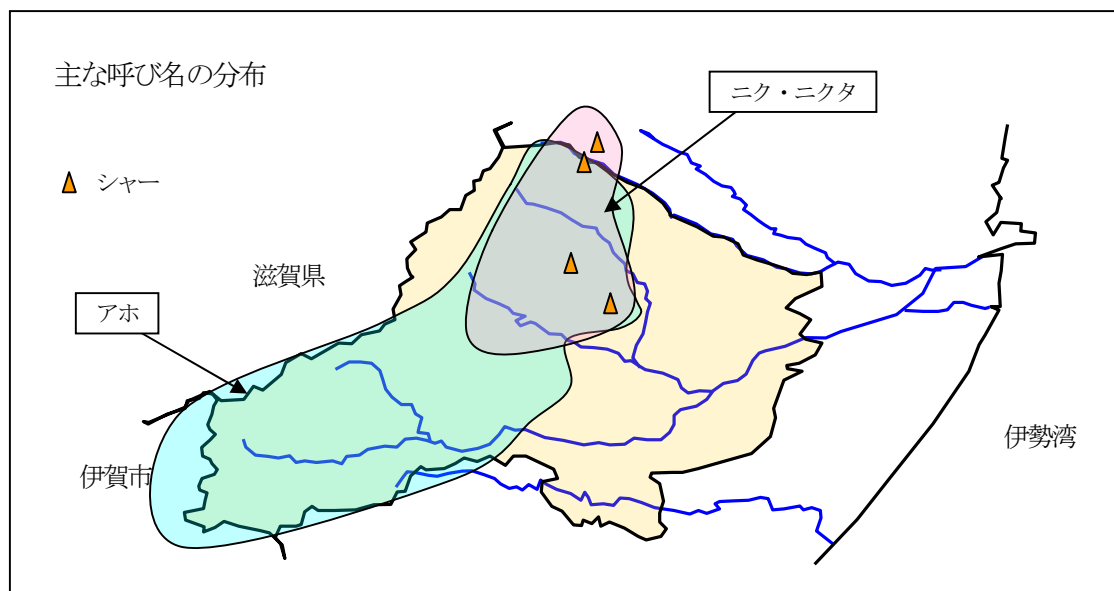 主な呼び名の分布
ニク・ニクタ
シャー
滋賀県
アホ
伊勢湾
伊賀市